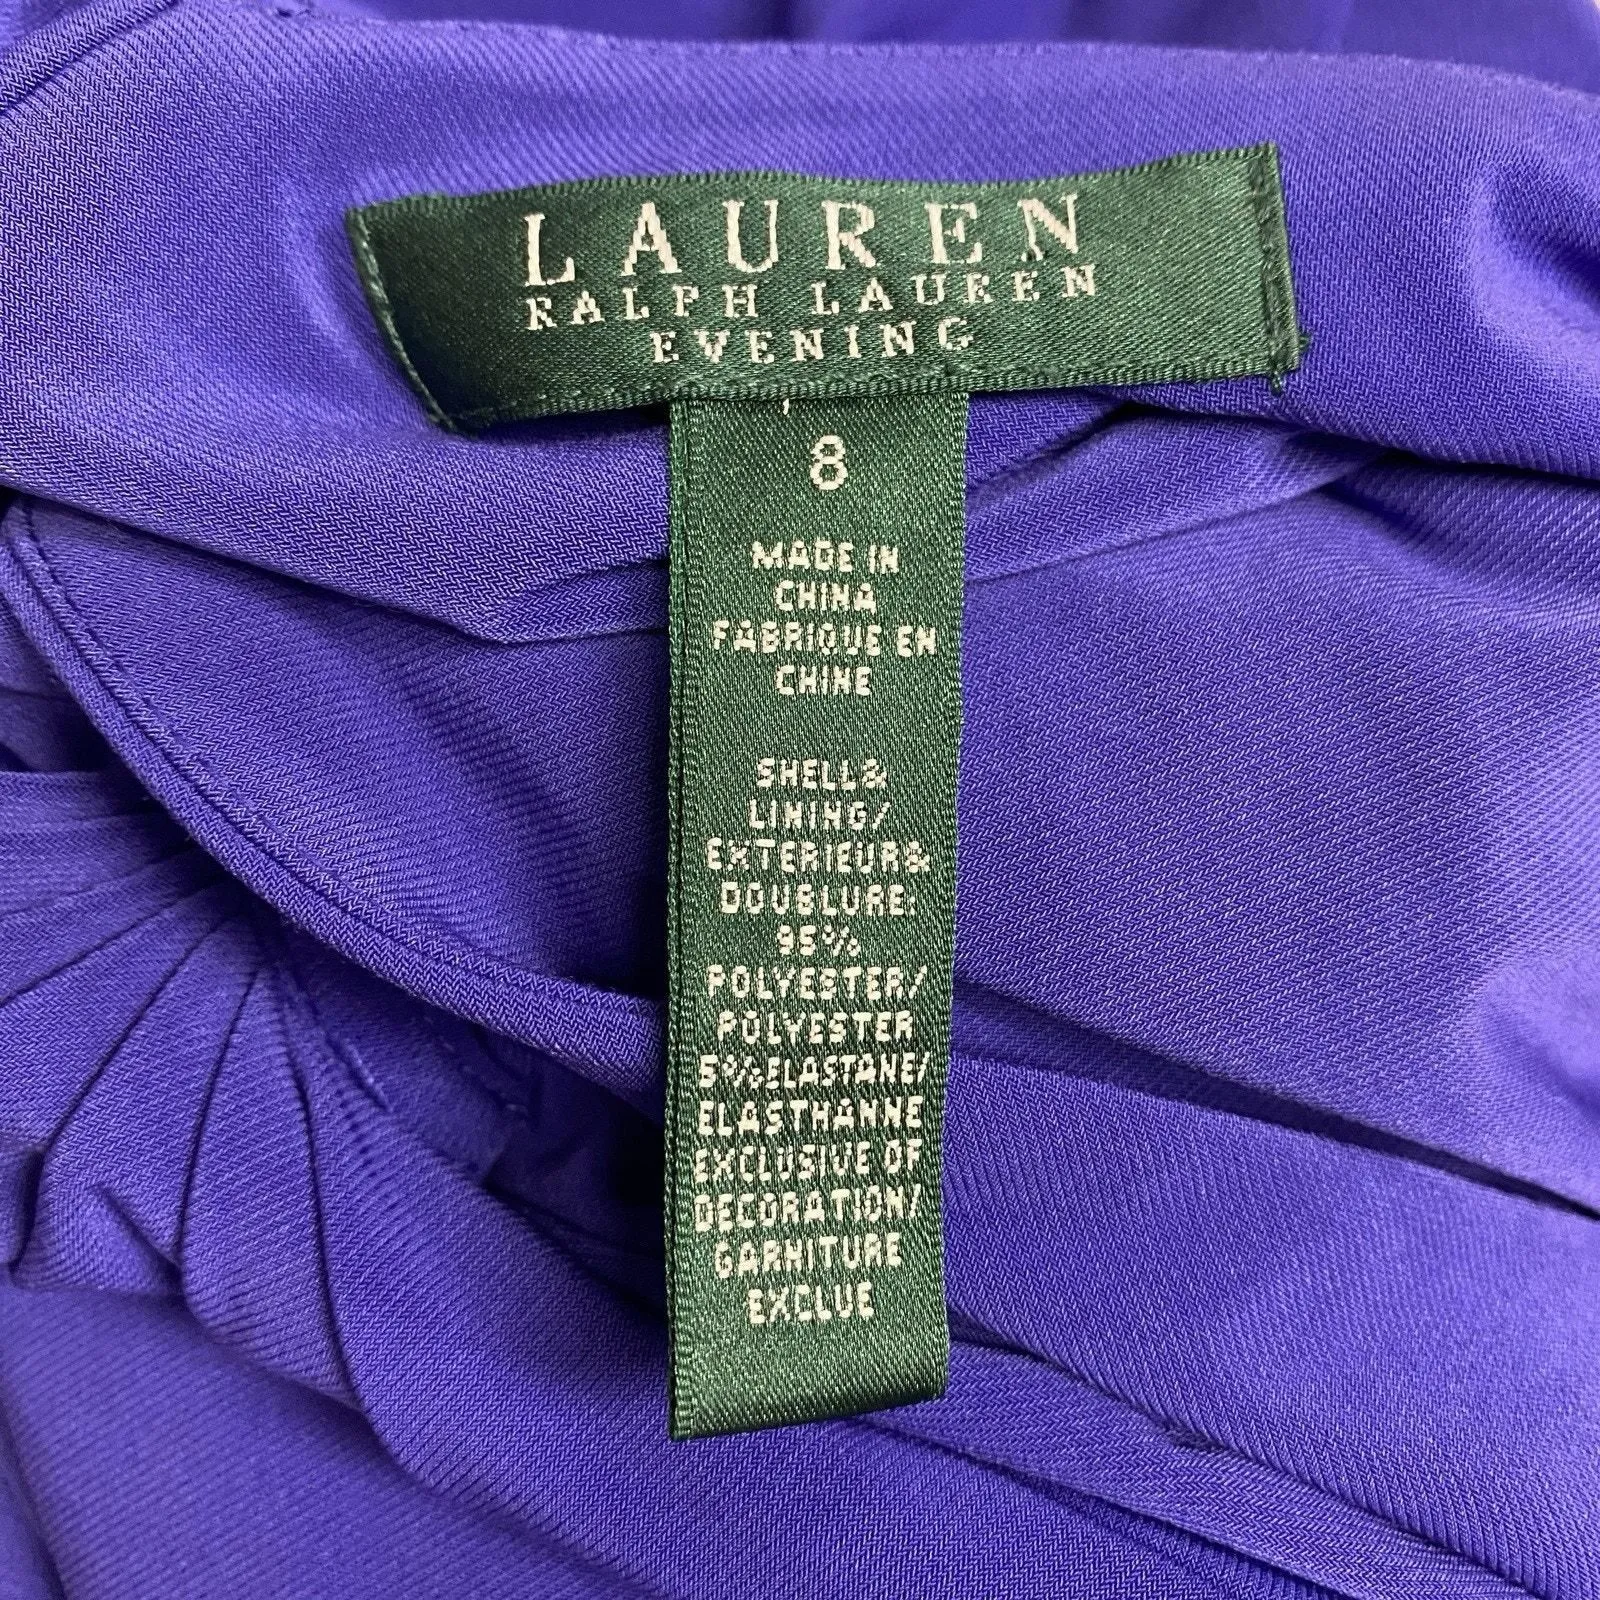 LAUREN
RALPH LAUREN
EVENING
8
MADE IN
CHINA
FABRIQUE EN
CHINE
SHELL&
LINING/
EXTERIEUR&
DOUBLURE:
95%
POLYESTER/
POLYESTER
5%ELASTANE/
ELASTHANNE
EXCLUSIVE OF
DECORATION/
GARNITURE
EXCLUE